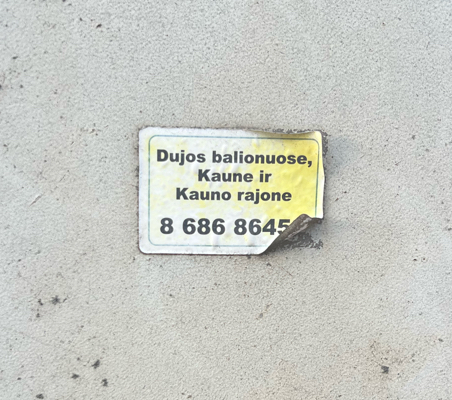 Dujos balionuose,
Kaune ir
Kauno rajone
8 686 8645